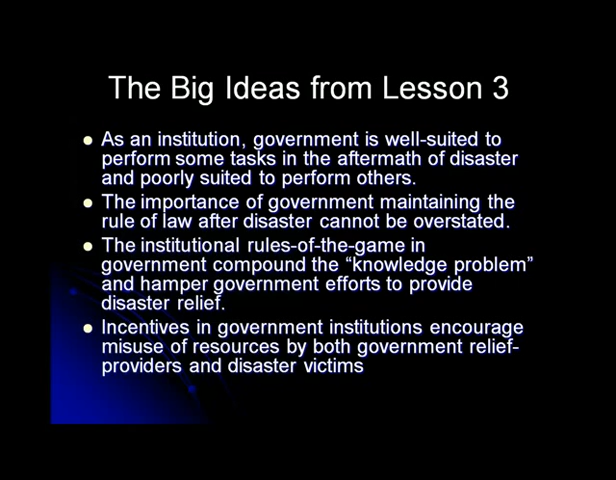 The Big Ideas from Lesson 3
As an institution, government is well-suited to
perform some tasks in the aftermath of disaster
and poorly suited to perform others.
The importance of government maintaining the
rule of law after disaster cannot be overstated.
The institutional rules-of-the-game in
government compound the “knowledge problem”
and hamper government efforts to provide
disaster relief.
Incentives in government institutions encourage
misuse of resources by both government relief-
providers and disaster victims